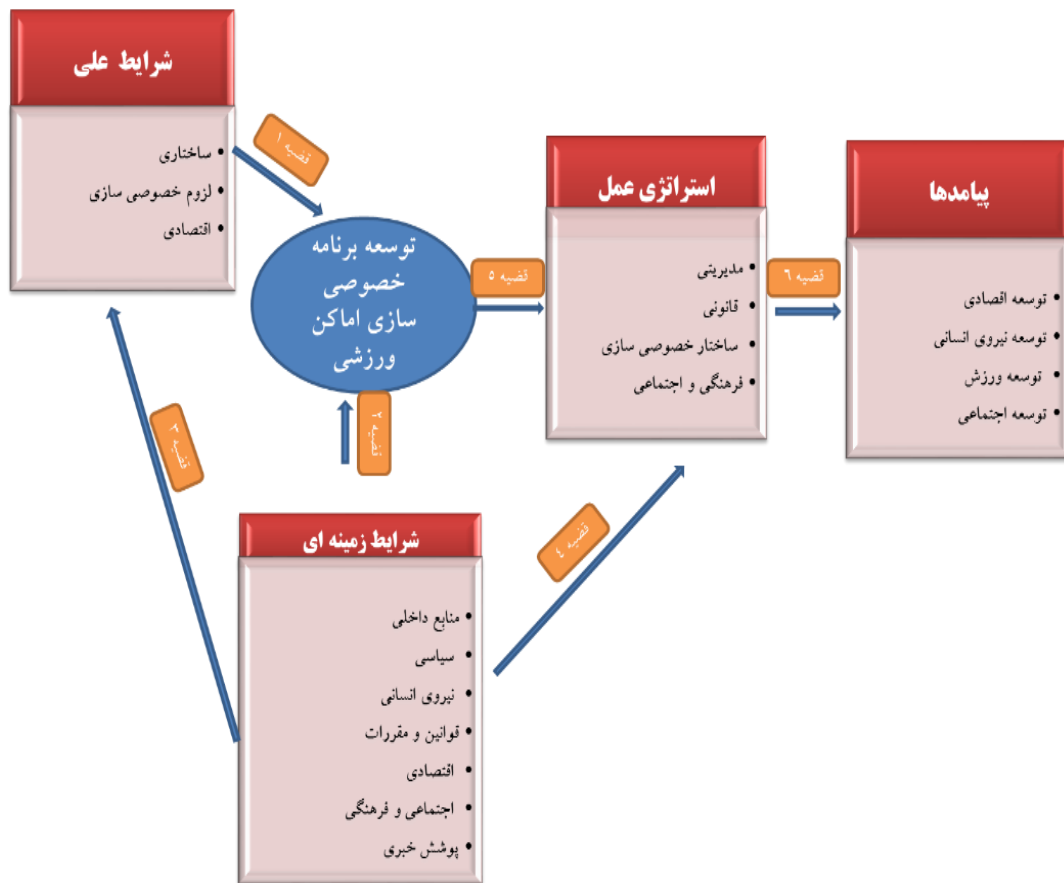 شرایط علی
• ساختاری
• لزوم خصوصی سازی
• اقتصادی
قضیه ۱
توسعه برنامه
خصوصی
سازی اماکن
ورزشی
قضیه ۵
استراتژی عمل
• مدیریتی
• قانونی
• ساختار خصوصی سازی
• فرهنگی و اجتماعی
قضیه ۶
پیامدها
• توسعه اقصادی
• توسعه نیروی انسانی
• توسعه ورزش
• توسعه اجتماعی
قضیه ۳
قضیه ۲
قضیه ٤
شرایط زمینه ای
• منابع داخلی
• سیاسی
• نیروی انسانی
• قوانین و مقررات
• اقتصادی
• اجتماعی و فرهنگی
• پوشش خبری